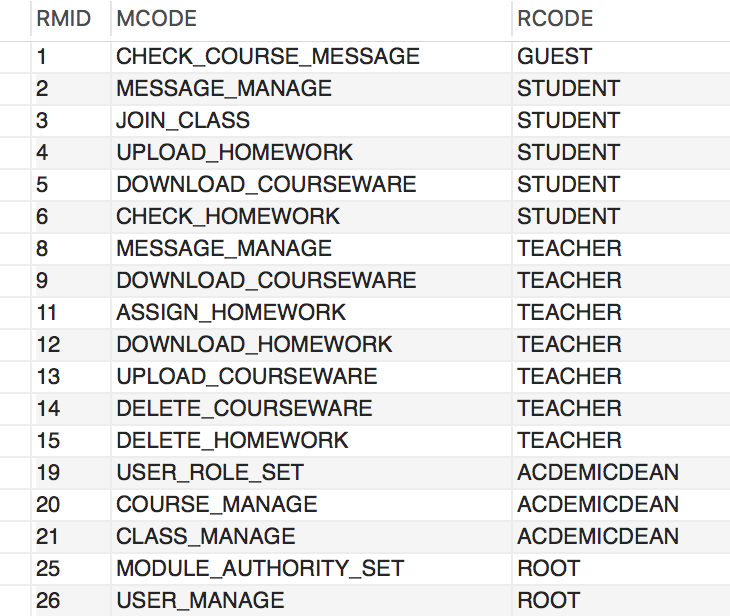 RMID MCODE RCODE
1 CHECK_COURSE_MESSAGE GUEST
2 MESSAGE_MANAGE STUDENT
3 JOIN_CLASS STUDENT
4 UPLOAD_HOMEWORK STUDENT
5 DOWNLOAD_COURSEWARE STUDENT
6 CHECK_HOMEWORK STUDENT
8 MESSAGE_MANAGE TEACHER
9 DOWNLOAD_COURSEWARE TEACHER
11 ASSIGN_HOMEWORK TEACHER
12 DOWNLOAD_HOMEWORK TEACHER
13 UPLOAD_COURSEWARE TEACHER
14 DELETE_COURSEWARE TEACHER
15 DELETE_HOMEWORK TEACHER
19 USER_ROLE_SET ACDEMICDEAN
20 COURSE_MANAGE ACDEMICDEAN
21 CLASS_MANAGE ACDEMICDEAN
25 MODULE_AUTHORITY_SET ROOT
26 USER_MANAGE ROOT